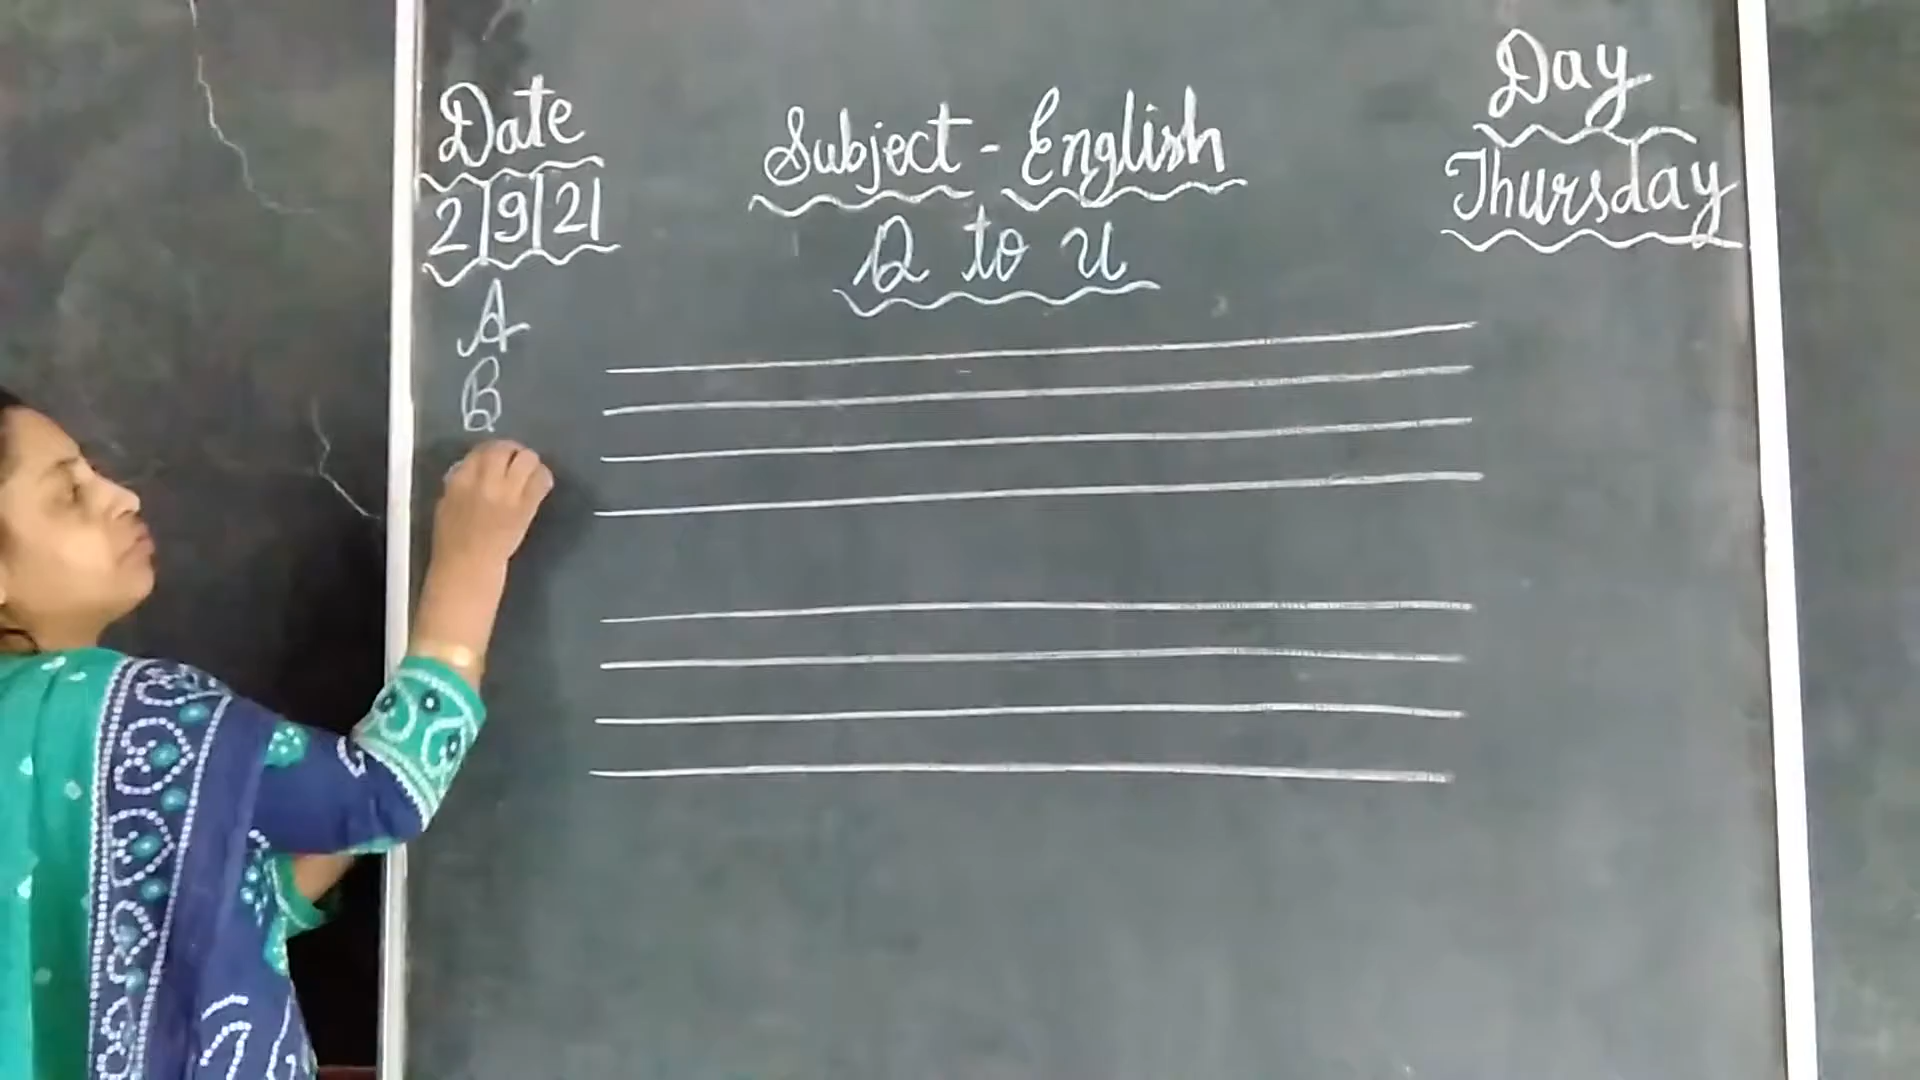 Date
2|9|21
Subject - English
Q to U
Day
Thursday
A
B